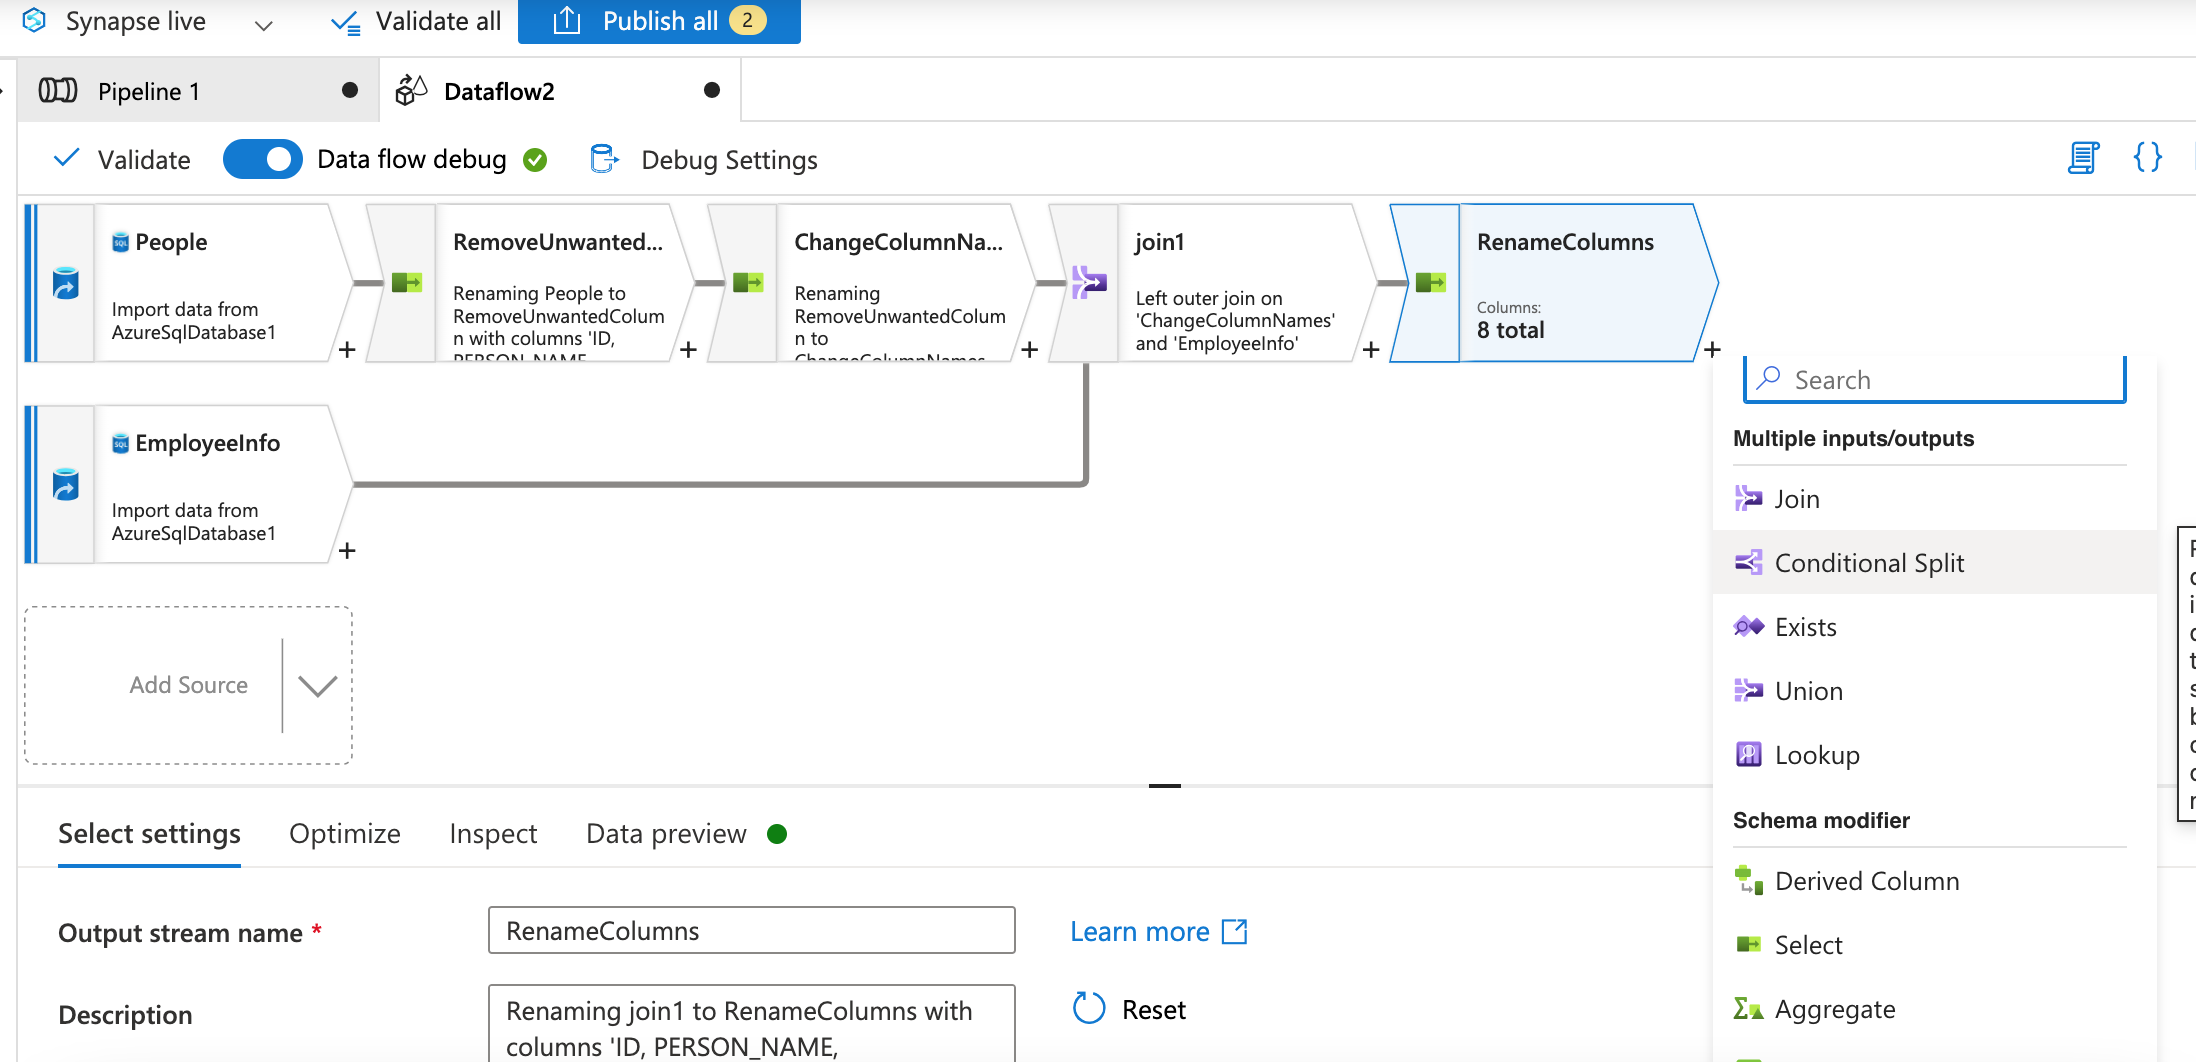 Synapse live
Validate all
Publish all 2
Pipeline 1
Dataflow2
Validate
Data flow debug
Debug Settings
People
Import data from
AzureSqlDatabase1
+
RemoveUnwanted...
Renaming People to
RemoveUnwantedColum
n with columns 'ID,
PERSON_NAME
+
ChangeColumnNa...
Renaming
RemoveUnwantedColum
n to
ChangeColumnNames
+
join1
Left outer join on
'ChangeColumnNames'
and 'EmployeeInfo'
+
RenameColumns
Columns:
8 total
+
EmployeeInfo
Import data from
AzureSqlDatabase1
+
Add Source
Search
Multiple inputs/outputs
Join
Conditional Split
Exists
Union
Lookup
Schema modifier
Derived Column
Select
Aggregate
Select settings
Optimize
Inspect
Data preview
Output stream name *
RenameColumns
Learn more
Description
Renaming join1 to RenameColumns with
columns 'ID, PERSON_NAME,
Reset